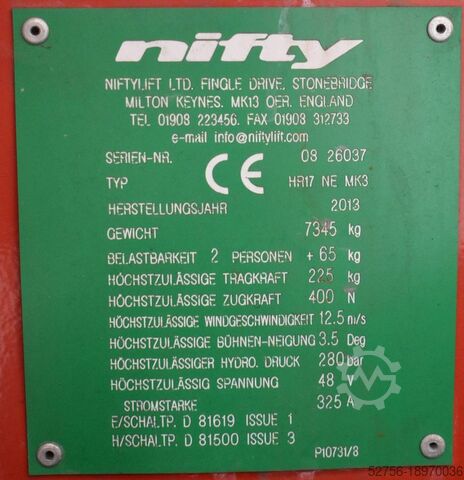 nifty
NIFTYLIFT LTD. FINGLE DRIVE, STONEBRIDGE
MILTON KEYNES. MK13 OER. ENGLAND
TEL 01908 223456. FAX 01908 312733
e-mail info@niftylift.com
SERIEN-NR. 08 26037
TYP CE HR17 NE MK3
HERSTELLUNGSJAHR 2013
GEWICHT 7345 kg
BELASTBARKEIT 2 PERSONEN + 65 kg
HÖCHSTZULÄSSIGE TRAGKRAFT 225 kg
HÖCHSTZULÄSSIGE ZUGKRAFT 400 N
HÖCHSTZULÄSSIGE WINDGESCHWINDIGKEIT 12.5 m/s
HÖCHSTZULÄSSIGE BÜHNEN-NEIGUNG 3.5 Deg
HÖCHSTZULÄSSIGER HYDRO. DRUCK 280 bar
HÖCHSTZULÄSSIG SPANNUNG 48 V
STROMSTARKE 325 A
E/SCHALTP. D 81619 ISSUE 1
H/SCHALTP. D 81500 ISSUE 3
P10731/8
52756-18970036